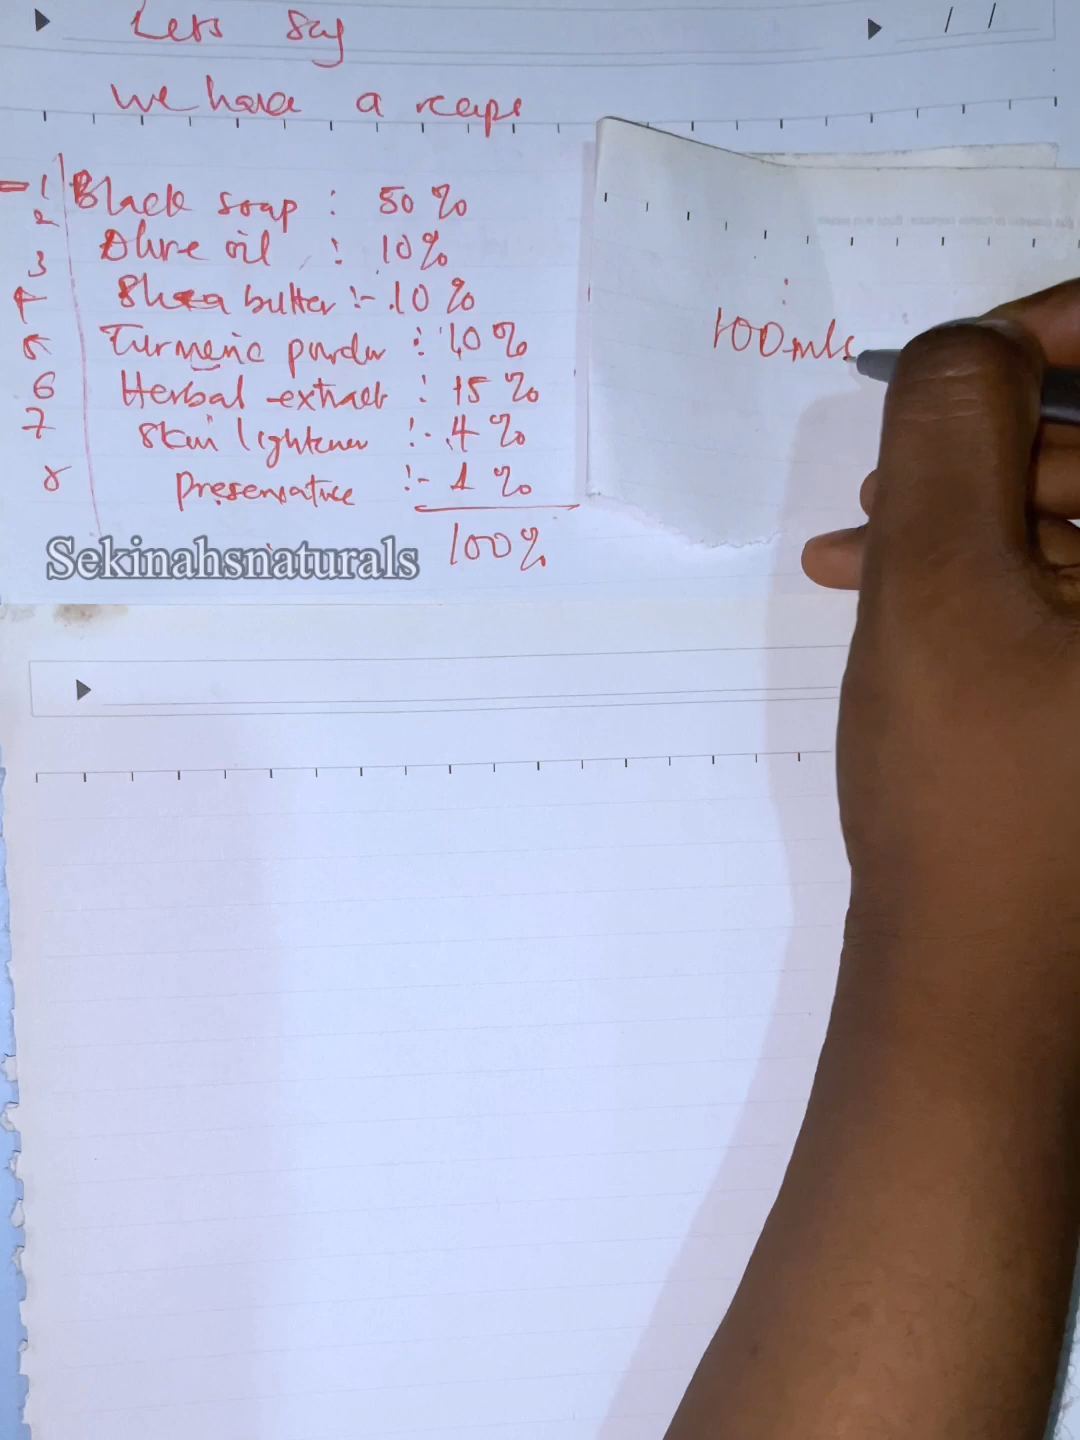 Lets say
/ /
we have a recipe
1 Black soap : 50%
2 Olive oil : 10%
3 Shea butter :- 10%
4 Turmeric powder : 10%
5 Herbal extract : 15%
6 Skin lightener :- 4%
7 Preservative :- 1%
8
100%
100mls
Sekinahsnaturals